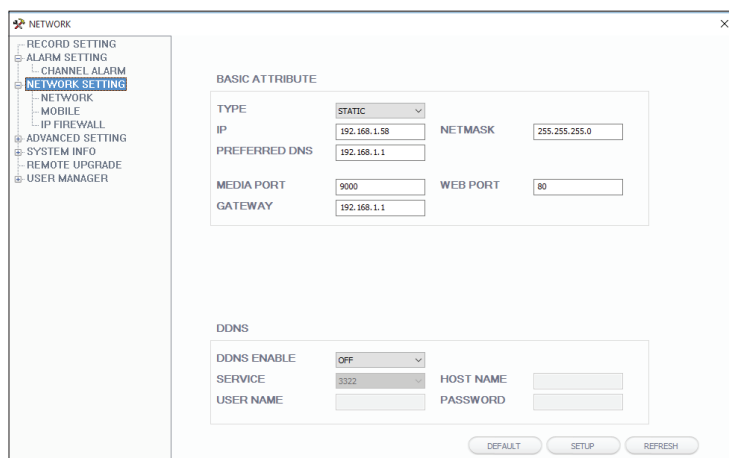 NETWORK
RECORD SETTING
ALARM SETTING
CHANNEL ALARM
NETWORK SETTING
NETWORK
MOBILE
IP FIREWALL
ADVANCED SETTING
SYSTEM INFO
REMOTE UPGRADE
USER MANAGER
BASIC ATTRIBUTE
TYPE STATIC
IP 192.168.1.58 NETMASK 255.255.255.0
PREFERRED DNS 192.168.1.1
MEDIA PORT 9000 WEB PORT 80
GATEWAY 192.168.1.1
DDNS
DDNS ENABLE OFF
SERVICE 3322 HOST NAME
USER NAME PASSWORD
DEFAULT SETUP REFRESH